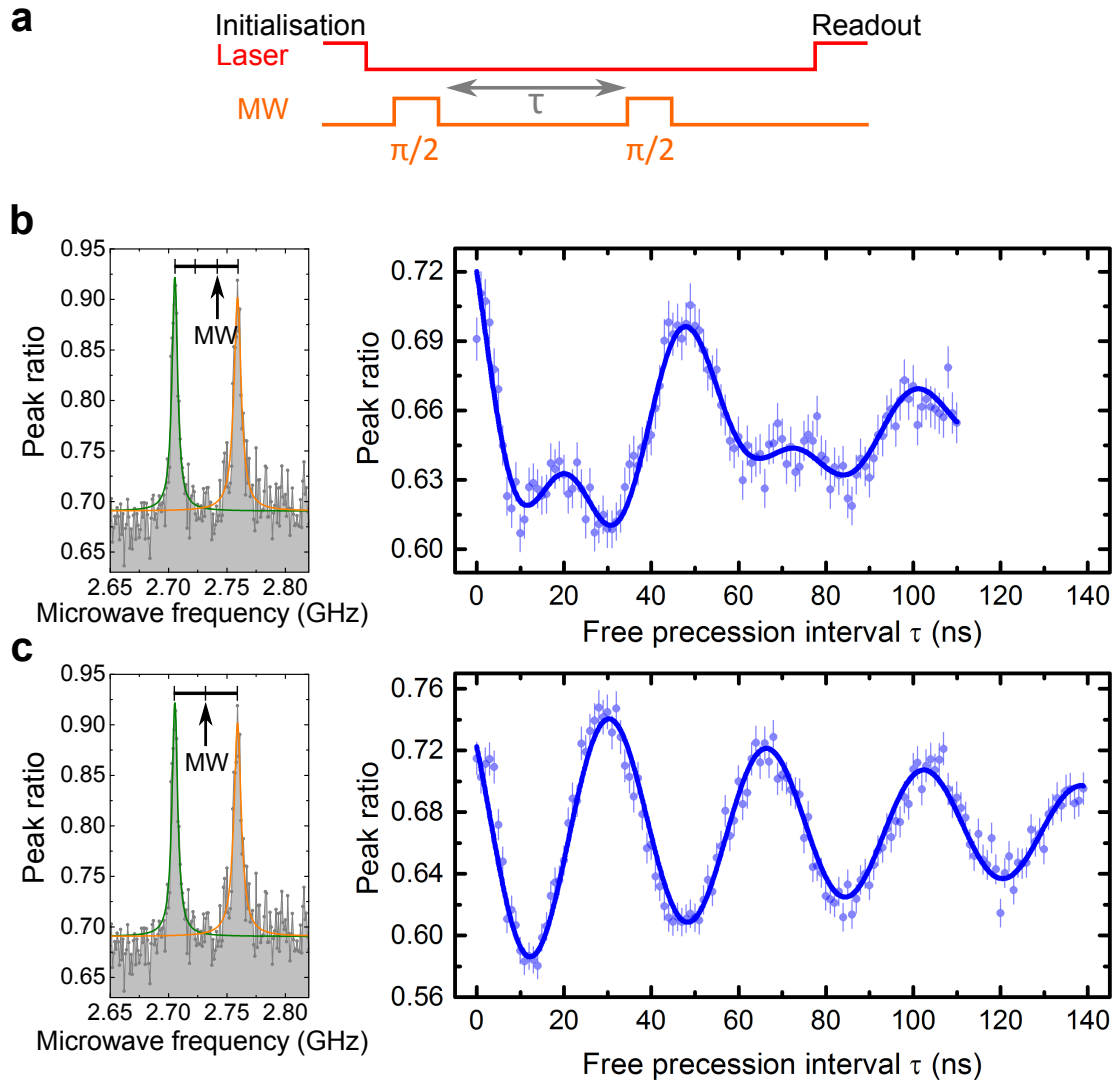 a
Initialisation
Readout
Laser
τ
MW
π/2
π/2
b
0.95
0.90
0.85
0.80
0.75
0.70
0.65
Peak ratio
MW
2.65 2.70 2.75 2.80
Microwave frequency (GHz)
0.72
0.69
0.66
0.63
0.60
Peak ratio
0 20 40 60 80 100 120 140
Free precession interval τ (ns)
c
0.95
0.90
0.85
0.80
0.75
0.70
0.65
Peak ratio
MW
2.65 2.70 2.75 2.80
Microwave frequency (GHz)
0.76
0.72
0.68
0.64
0.60
0.56
Peak ratio
0 20 40 60 80 100 120 140
Free precession interval τ (ns)